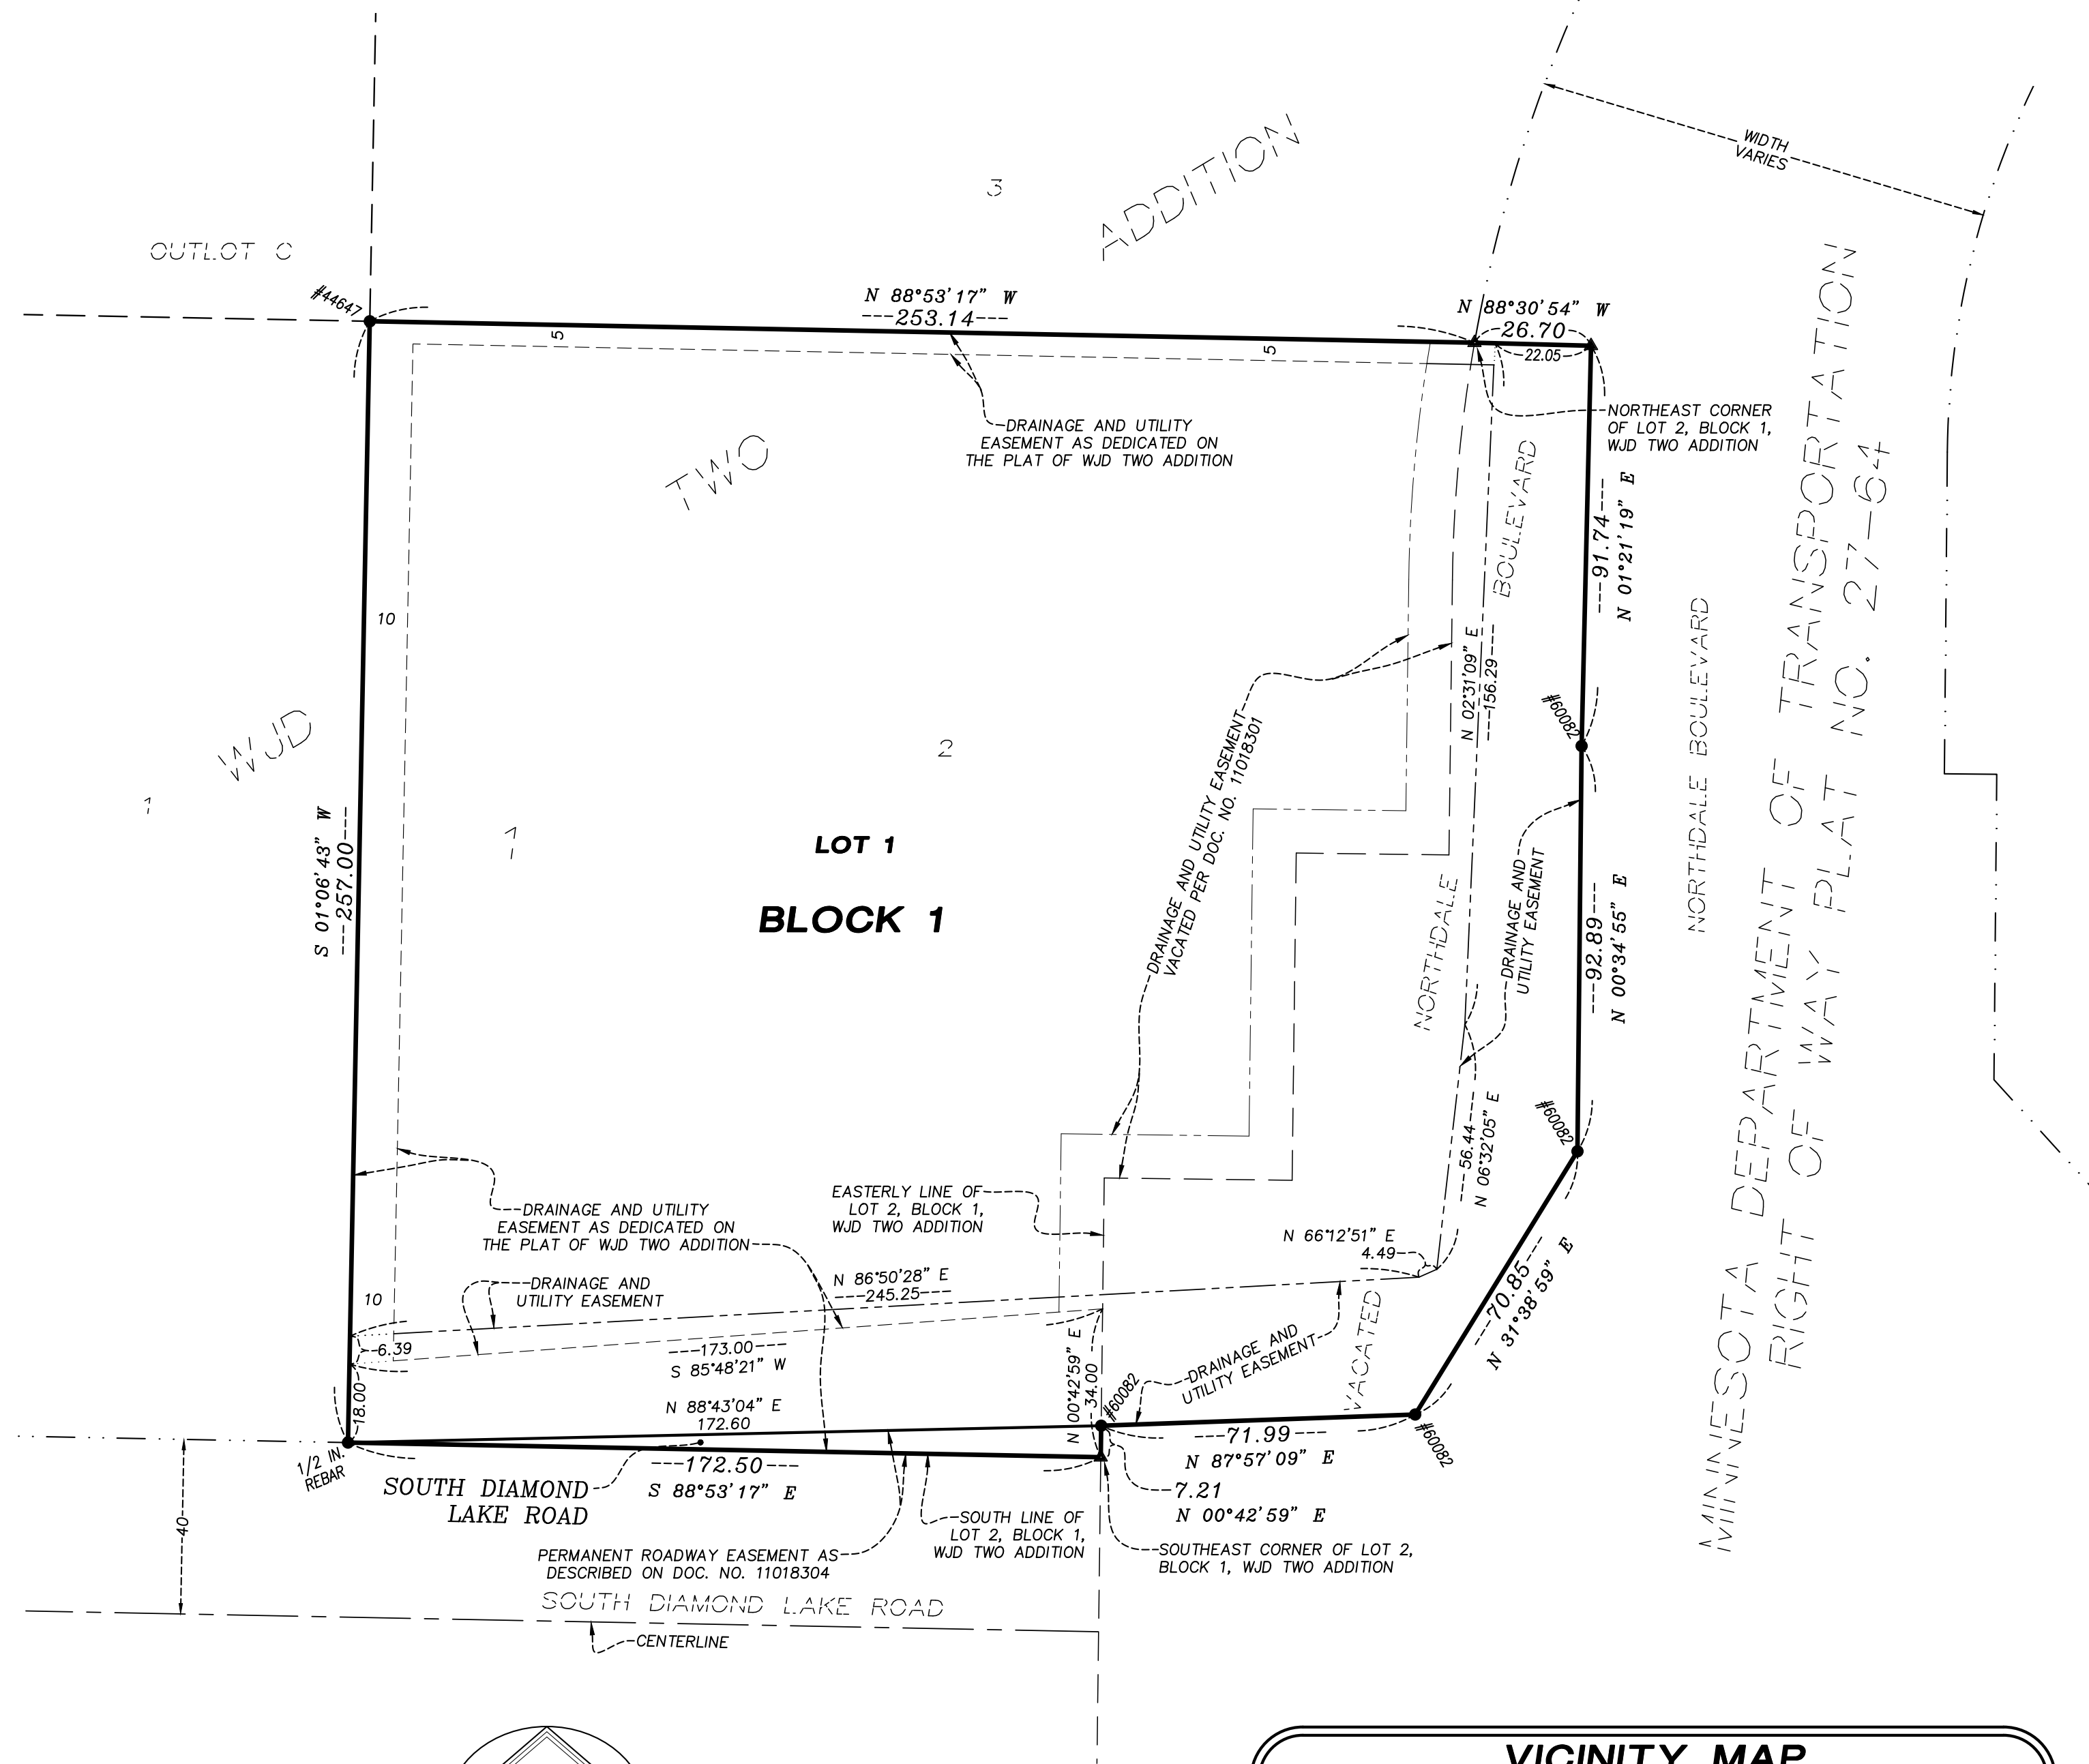 WIDTH
VARIES
3
ADDITION
OUTLOT C
#44647
N 88°53'17" W
253.14
N 88°30'54" W
26.70
22.05
5
5
NORTHEAST CORNER
OF LOT 2, BLOCK 1,
WJD TWO ADDITION
DRAINAGE AND UTILITY
EASEMENT AS DEDICATED ON
THE PLAT OF WJD TWO ADDITION
TWO
BOULEVARD
91.74
N 01°21'19" E
MINNESOTA DEPARTMENT OF TRANSPORTATION
RIGHT OF WAY PLAT NO. 27-64
10
NORTHDALE BOULEVARD
N 02°31'09" E
156.29
#60082
WJD
1
1
2
DRAINAGE AND UTILITY EASEMENT
VACATED PER DOC. NO. 11018301
S 01°06'43" W
257.00
LOT 1
BLOCK 1
NORTHDALE
DRAINAGE AND
UTILITY EASEMENT
92.89
N 00°34'55" E
#60082
56.44
N 06°32'05" E
DRAINAGE AND UTILITY
EASEMENT AS DEDICATED ON
THE PLAT OF WJD TWO ADDITION
EASTERLY LINE OF
LOT 2, BLOCK 1,
WJD TWO ADDITION
N 66°12'51" E
4.49
70.85
N 31°38'59" E
DRAINAGE AND
UTILITY EASEMENT
N 86°50'28" E
245.25
10
6.39
173.00
S 85°48'21" W
N 00°42'59" E
34.00
DRAINAGE AND
UTILITY EASEMENT
VACATED
18.00
N 88°43'04" E
172.60
#60082
71.99
N 87°57'09" E
#60082
1/2 IN.
REBAR
172.50
S 88°53'17" E
SOUTH DIAMOND
LAKE ROAD
7.21
N 00°42'59" E
40
SOUTH LINE OF
LOT 2, BLOCK 1,
WJD TWO ADDITION
SOUTHEAST CORNER OF LOT 2,
BLOCK 1, WJD TWO ADDITION
PERMANENT ROADWAY EASEMENT AS
DESCRIBED ON DOC. NO. 11018304
SOUTH DIAMOND LAKE ROAD
CENTERLINE
VICINITY MAP